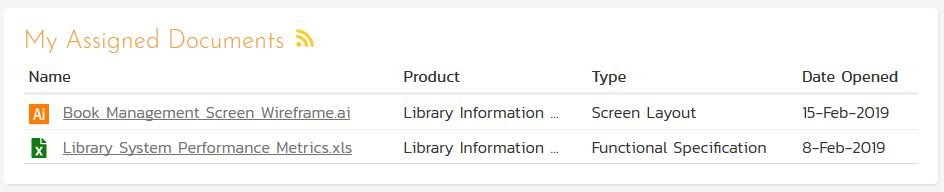 My Assigned Documents
Name Product Type Date Opened
Ai Book Management Screen Wireframe.ai Library Information ... Screen Layout 15-Feb-2019
X Library System Performance Metrics.xls Library Information ... Functional Specification 8-Feb-2019